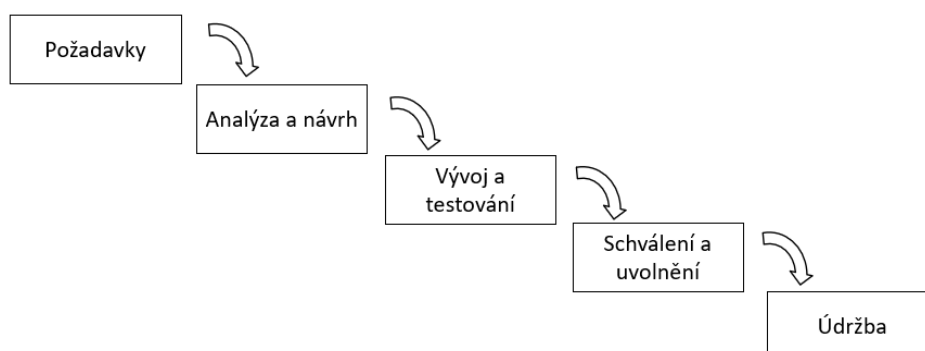 Požadavky
Analýza a návrh
Vývoj a
testování
Schválení a
uvolnění
Údržba